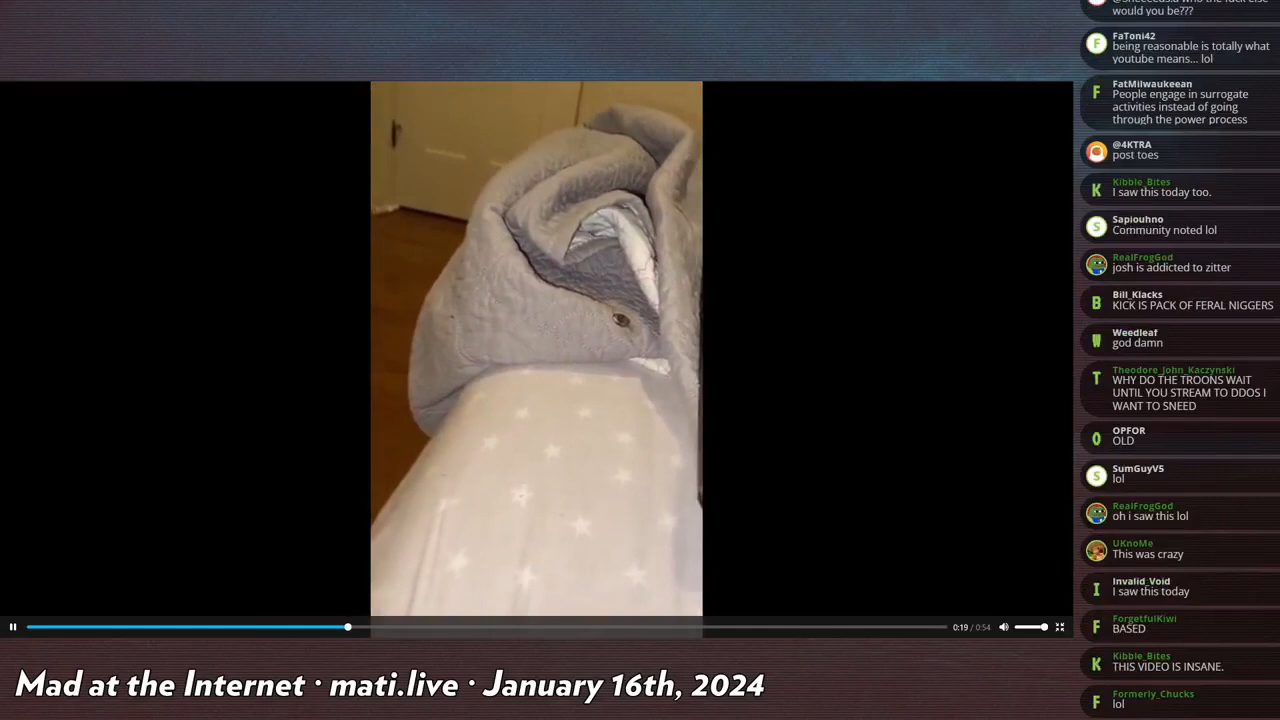 would you be???
FaToni42
being reasonable is totally what
youtube means... lol
FatMilwaukeean
People engage in surrogate
activities instead of going
through the power process
@4KTRA
post toes
Kibble_Bites
I saw this today too.
Sapiouhno
Community noted lol
RealFrogGod
josh is addicted to zitter
Bill_Klacks
KICK IS PACK OF FERAL NIGGERS
Weedleaf
god damn
Theodore_John_Kaczynski
WHY DO THE TROONS WAIT
UNTIL YOU STREAM TO DDOS I
WANT TO SNEED
OPFOR
OLD
SumGuyV5
lol
RealFrogGod
oh i saw this lol
UKnoMe
This was crazy
Invalid_Void
I saw this today
ForgetfulKiwi
BASED
0:19 / 0:54
Kibble_Bites
THIS VIDEO IS INSANE.
Formerly_Chucks
lol
Mad at the Internet · mati.live · January 16th, 2024